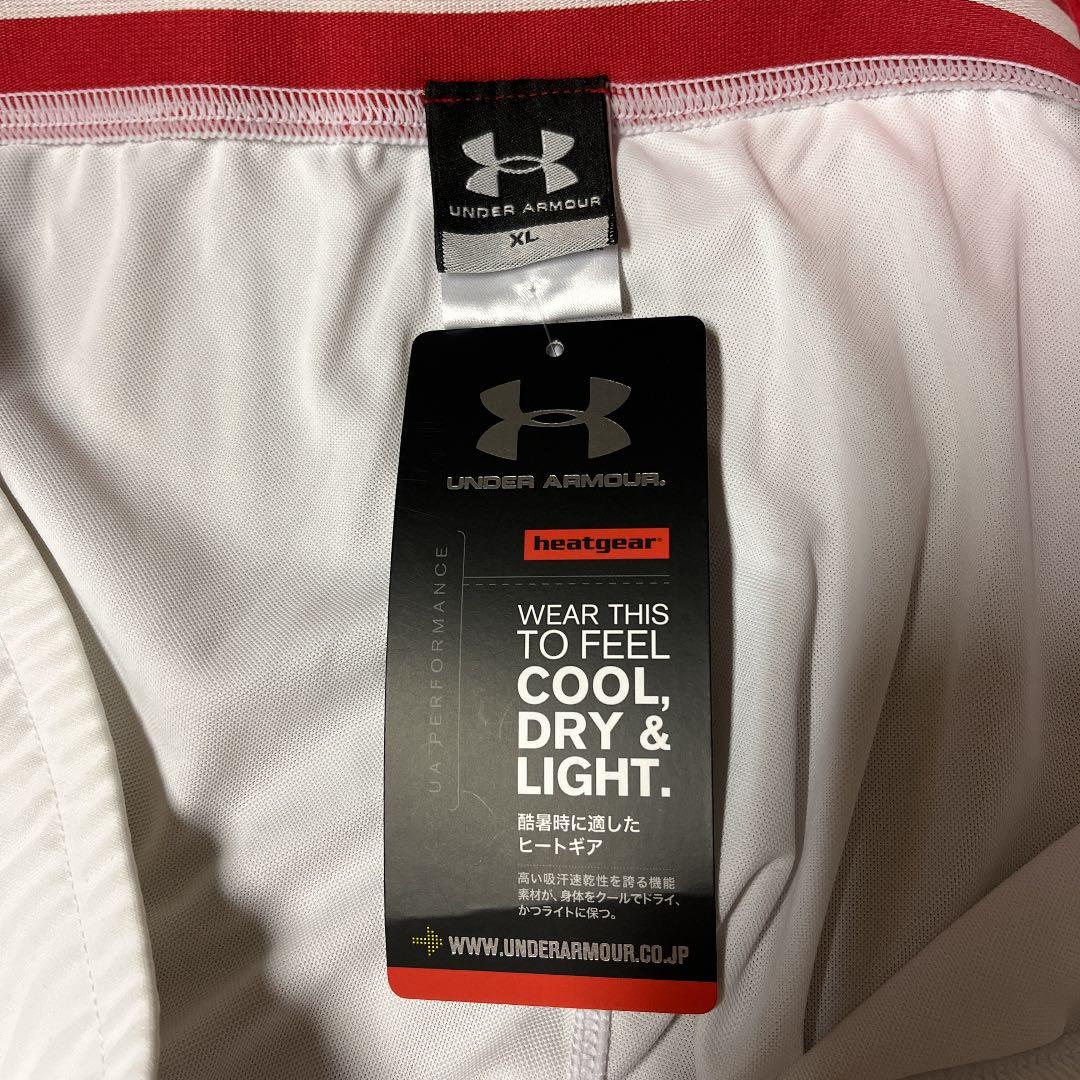 UNDER ARMOUR
XL
UNDER ARMOUR.
heatgear
UA PERFORMANCE
WEAR THIS
TO FEEL
COOL,
DRY &
LIGHT.
酷暑時に適した
ヒートギア
高い吸汗速乾性を誇る機能
素材が、身体をクールでドライ、
かつライトに保つ。
WWW.UNDERARMOUR.CO.JP